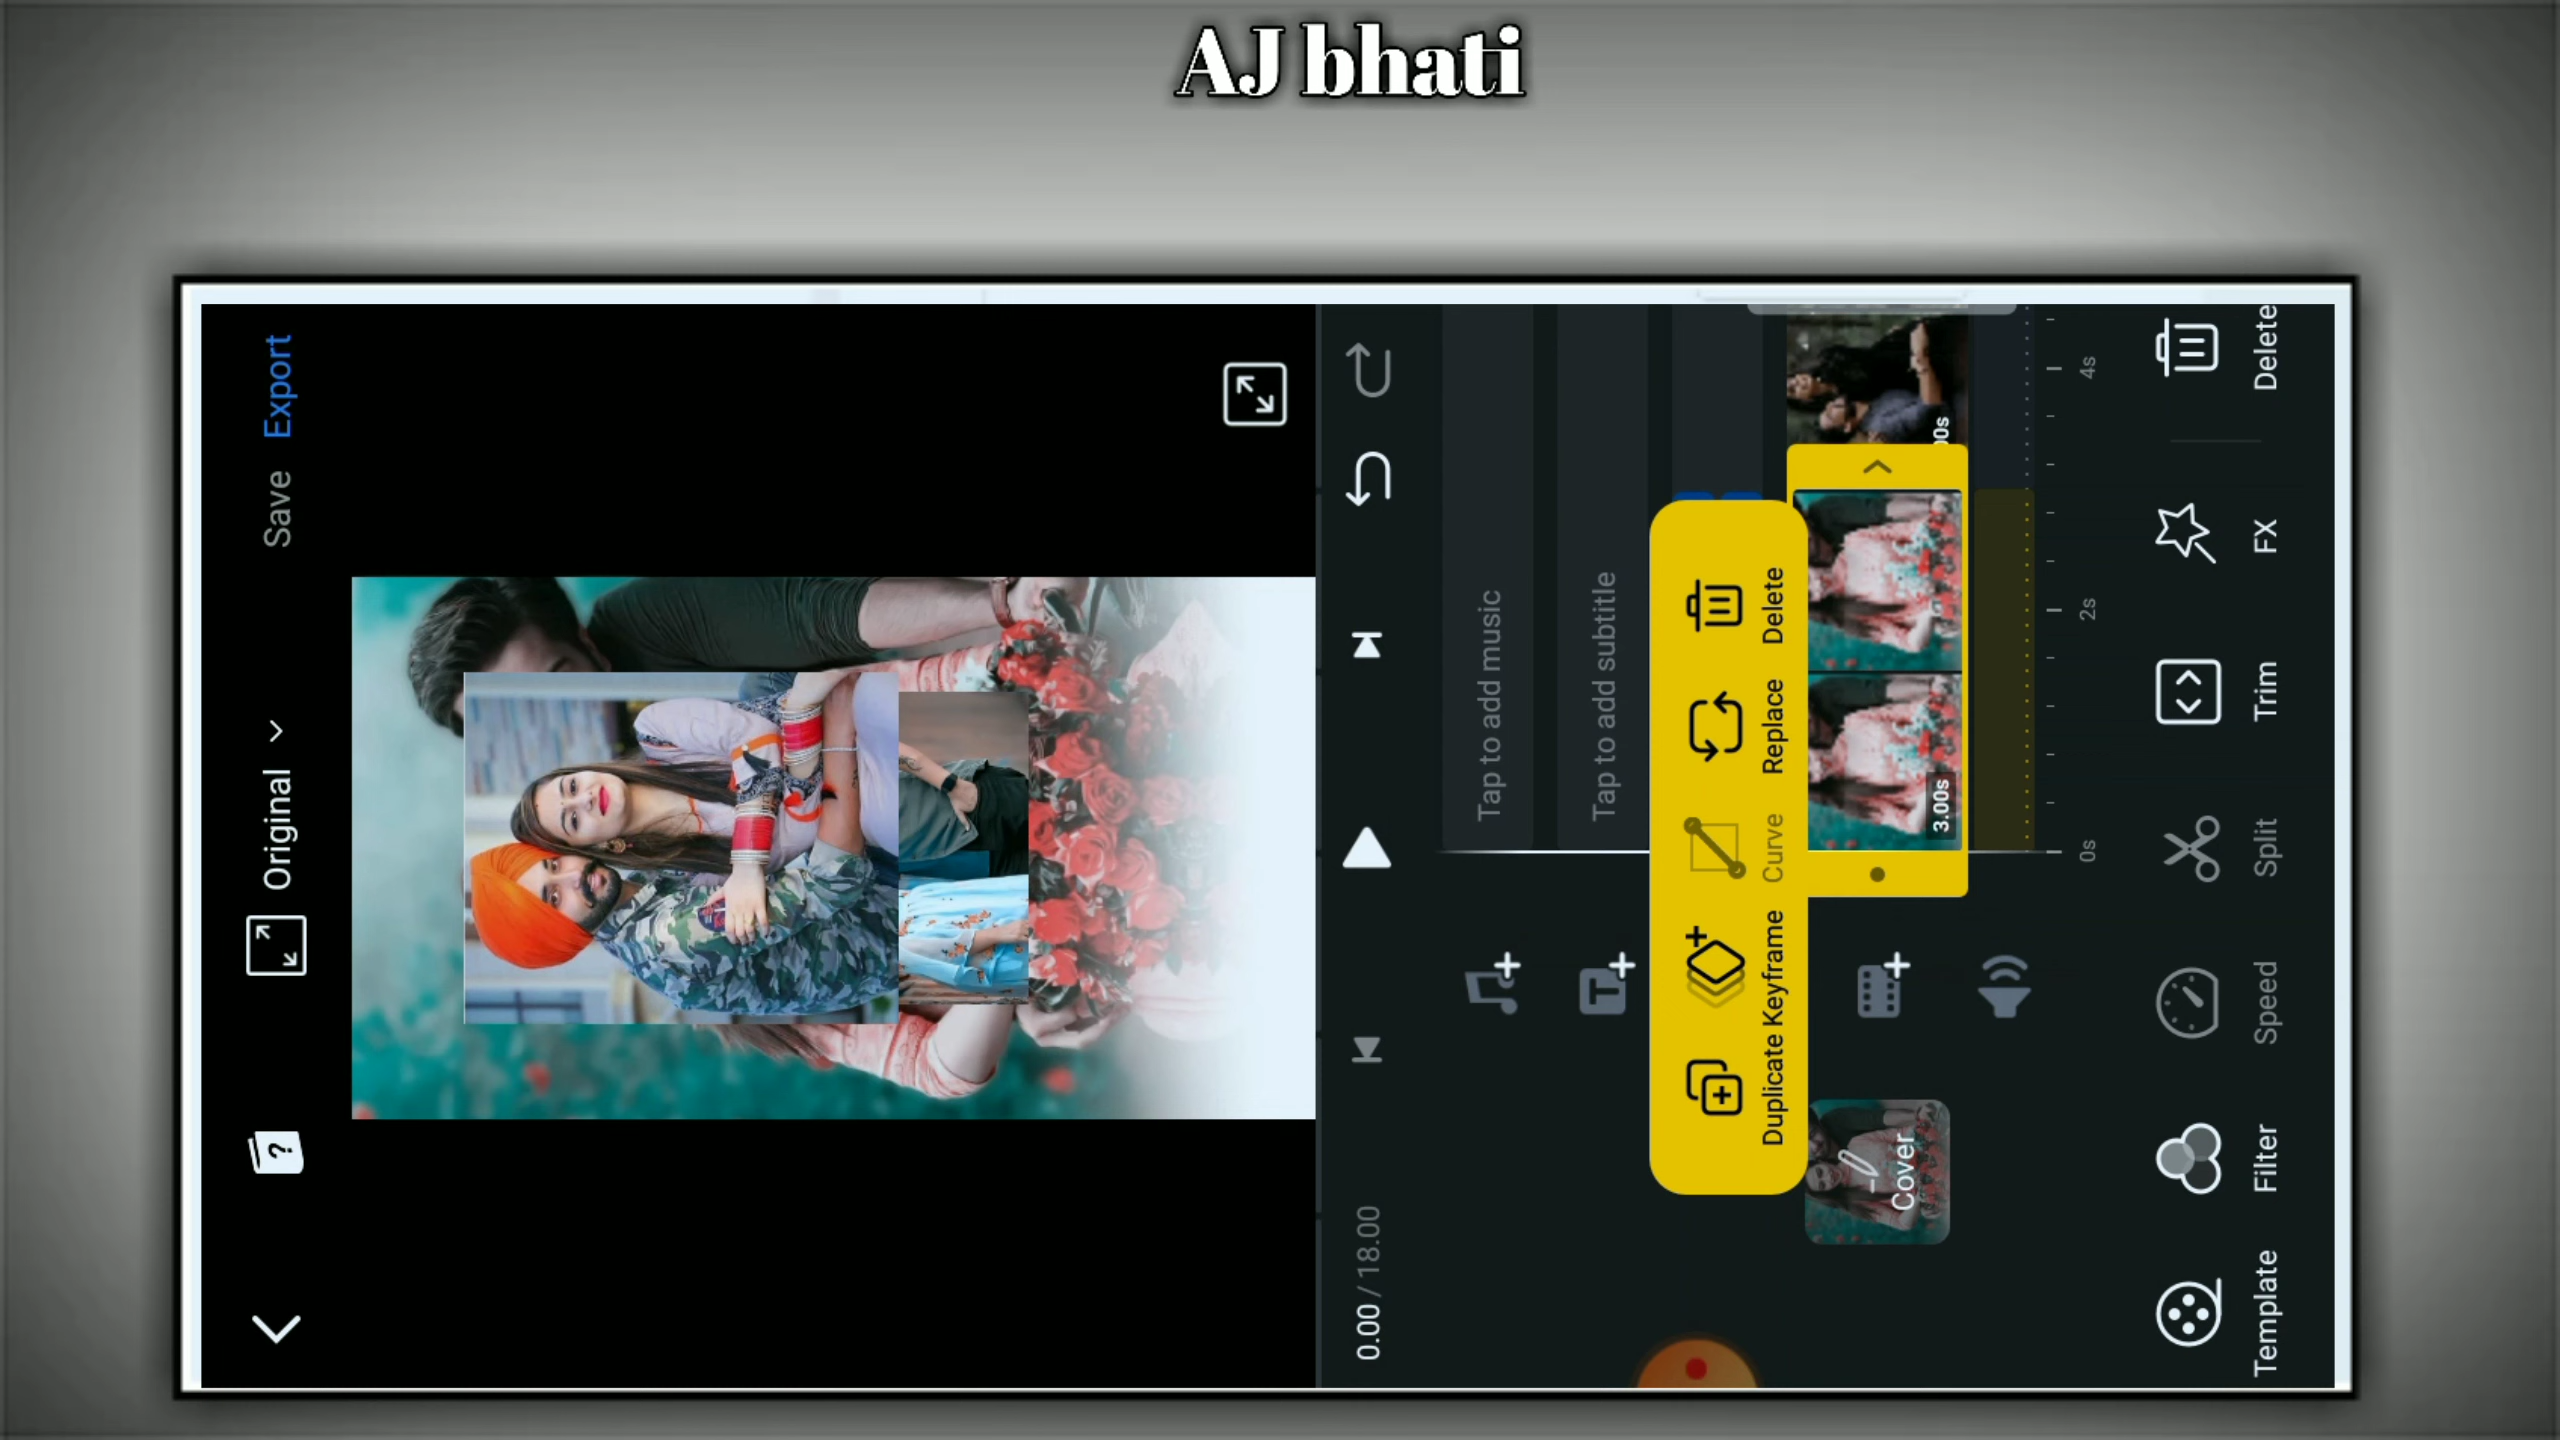 AJ bhati
Original
Save Export
0.00 / 18.00
Tap to add music
Tap to add subtitle
Duplicate Keyframe Curve Replace Delete
Cover
3.00s
00s
0s 2s 4s
Template Filter Speed Split Trim FX Delete